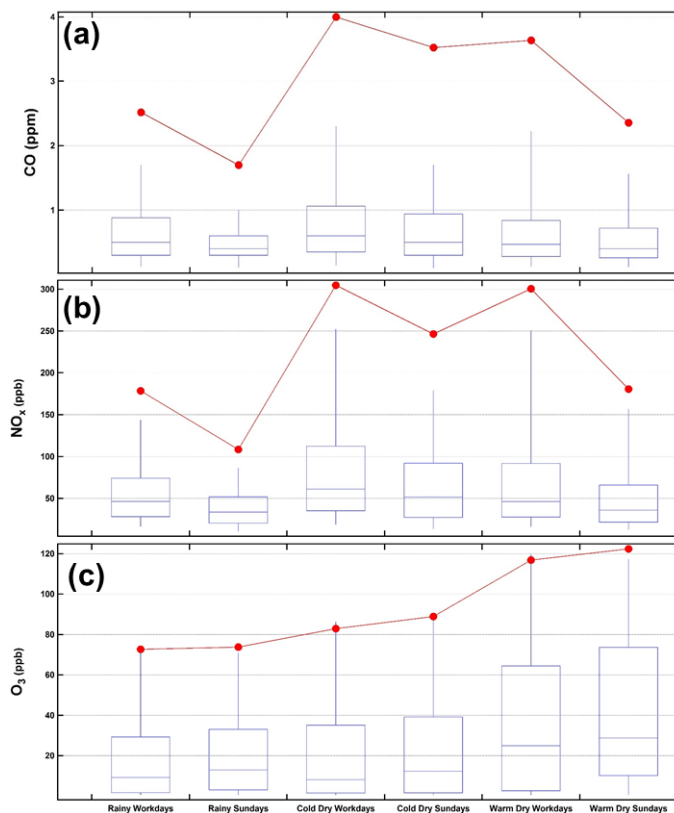 (a)
CO (ppm)
4
3
2
1
(b)
NOx (ppb)
300
250
200
150
100
50
(c)
O3 (ppb)
120
100
80
60
40
20
Rainy Workdays Rainy Sundays Cold Dry Workdays Cold Dry Sundays Warm Dry Workdays Warm Dry Sundays